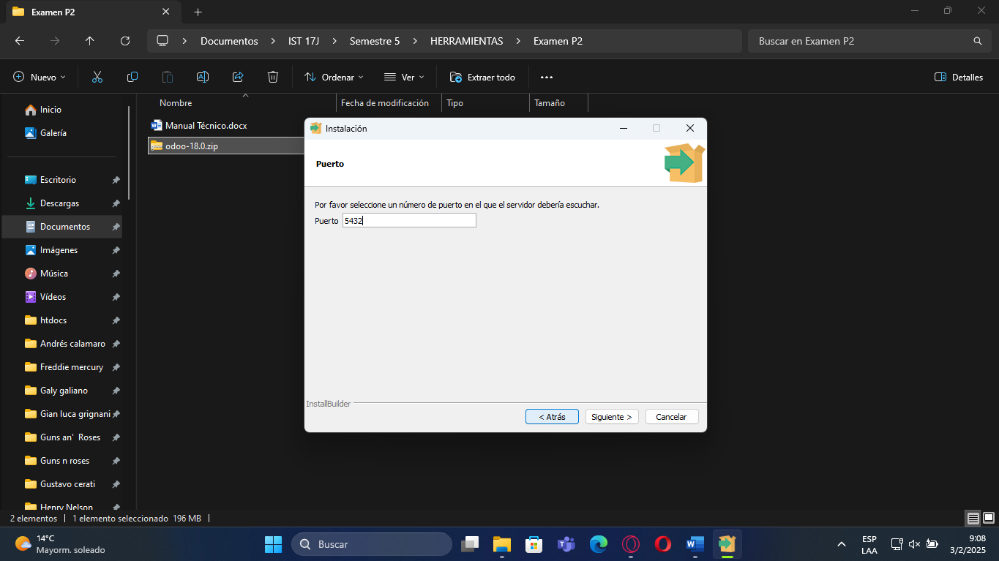 Examen P2
Documentos > IST 17J > Semestre 5 > HERRAMIENTAS > Examen P2
Buscar en Examen P2
Nuevo
Ordenar
Ver
Extraer todo
Detalles
Nombre
Fecha de modificación
Tipo
Tamaño
Inicio
Galería
Escritorio
Descargas
Documentos
Imágenes
Música
Vídeos
htdocs
Andrés calamaro
Freddie mercury
Galy galiano
Gian luca grignani
Guns an' Roses
Guns n roses
Gustavo cerati
Henry Nelson
Manual Técnico.docx
odoo-18.0.zip
Instalación
Puerto
Por favor seleccione un número de puerto en el que el servidor debería escuchar.
Puerto 5432
InstallBuilder
< Atrás
Siguiente >
Cancelar
2 elementos
1 elemento seleccionado 196 MB
14°C
Mayorm. soleado
Buscar
ESP
LAA
9:08
3/2/2025